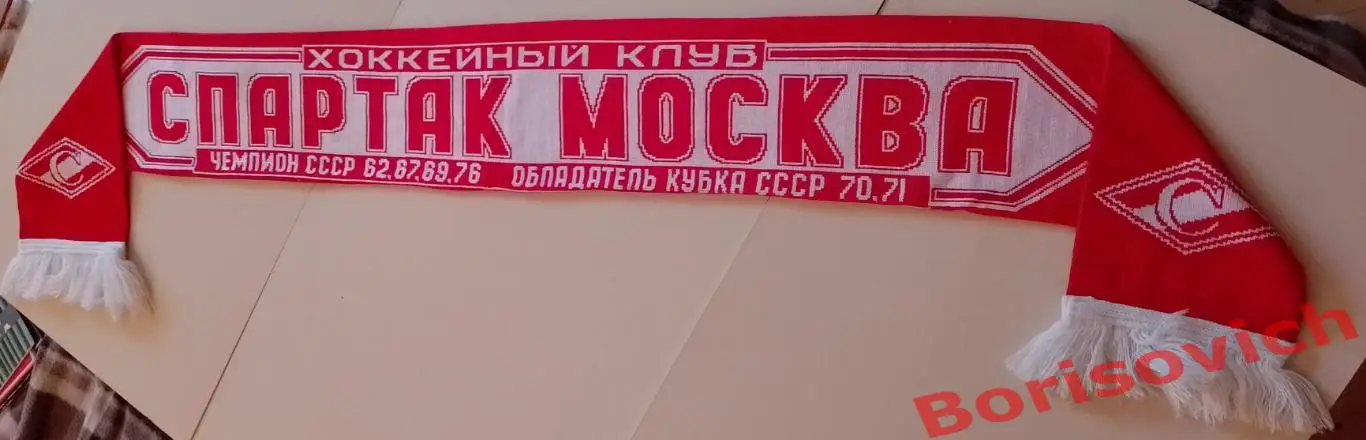 ХОККЕЙНЫЙ КЛУБ
СПАРТАК МОСКВА
ЧЕМПИОН СССР 62,67,69,76 ОБЛАДАТЕЛЬ КУБКА СССР 70,71
С
С
Borisovich